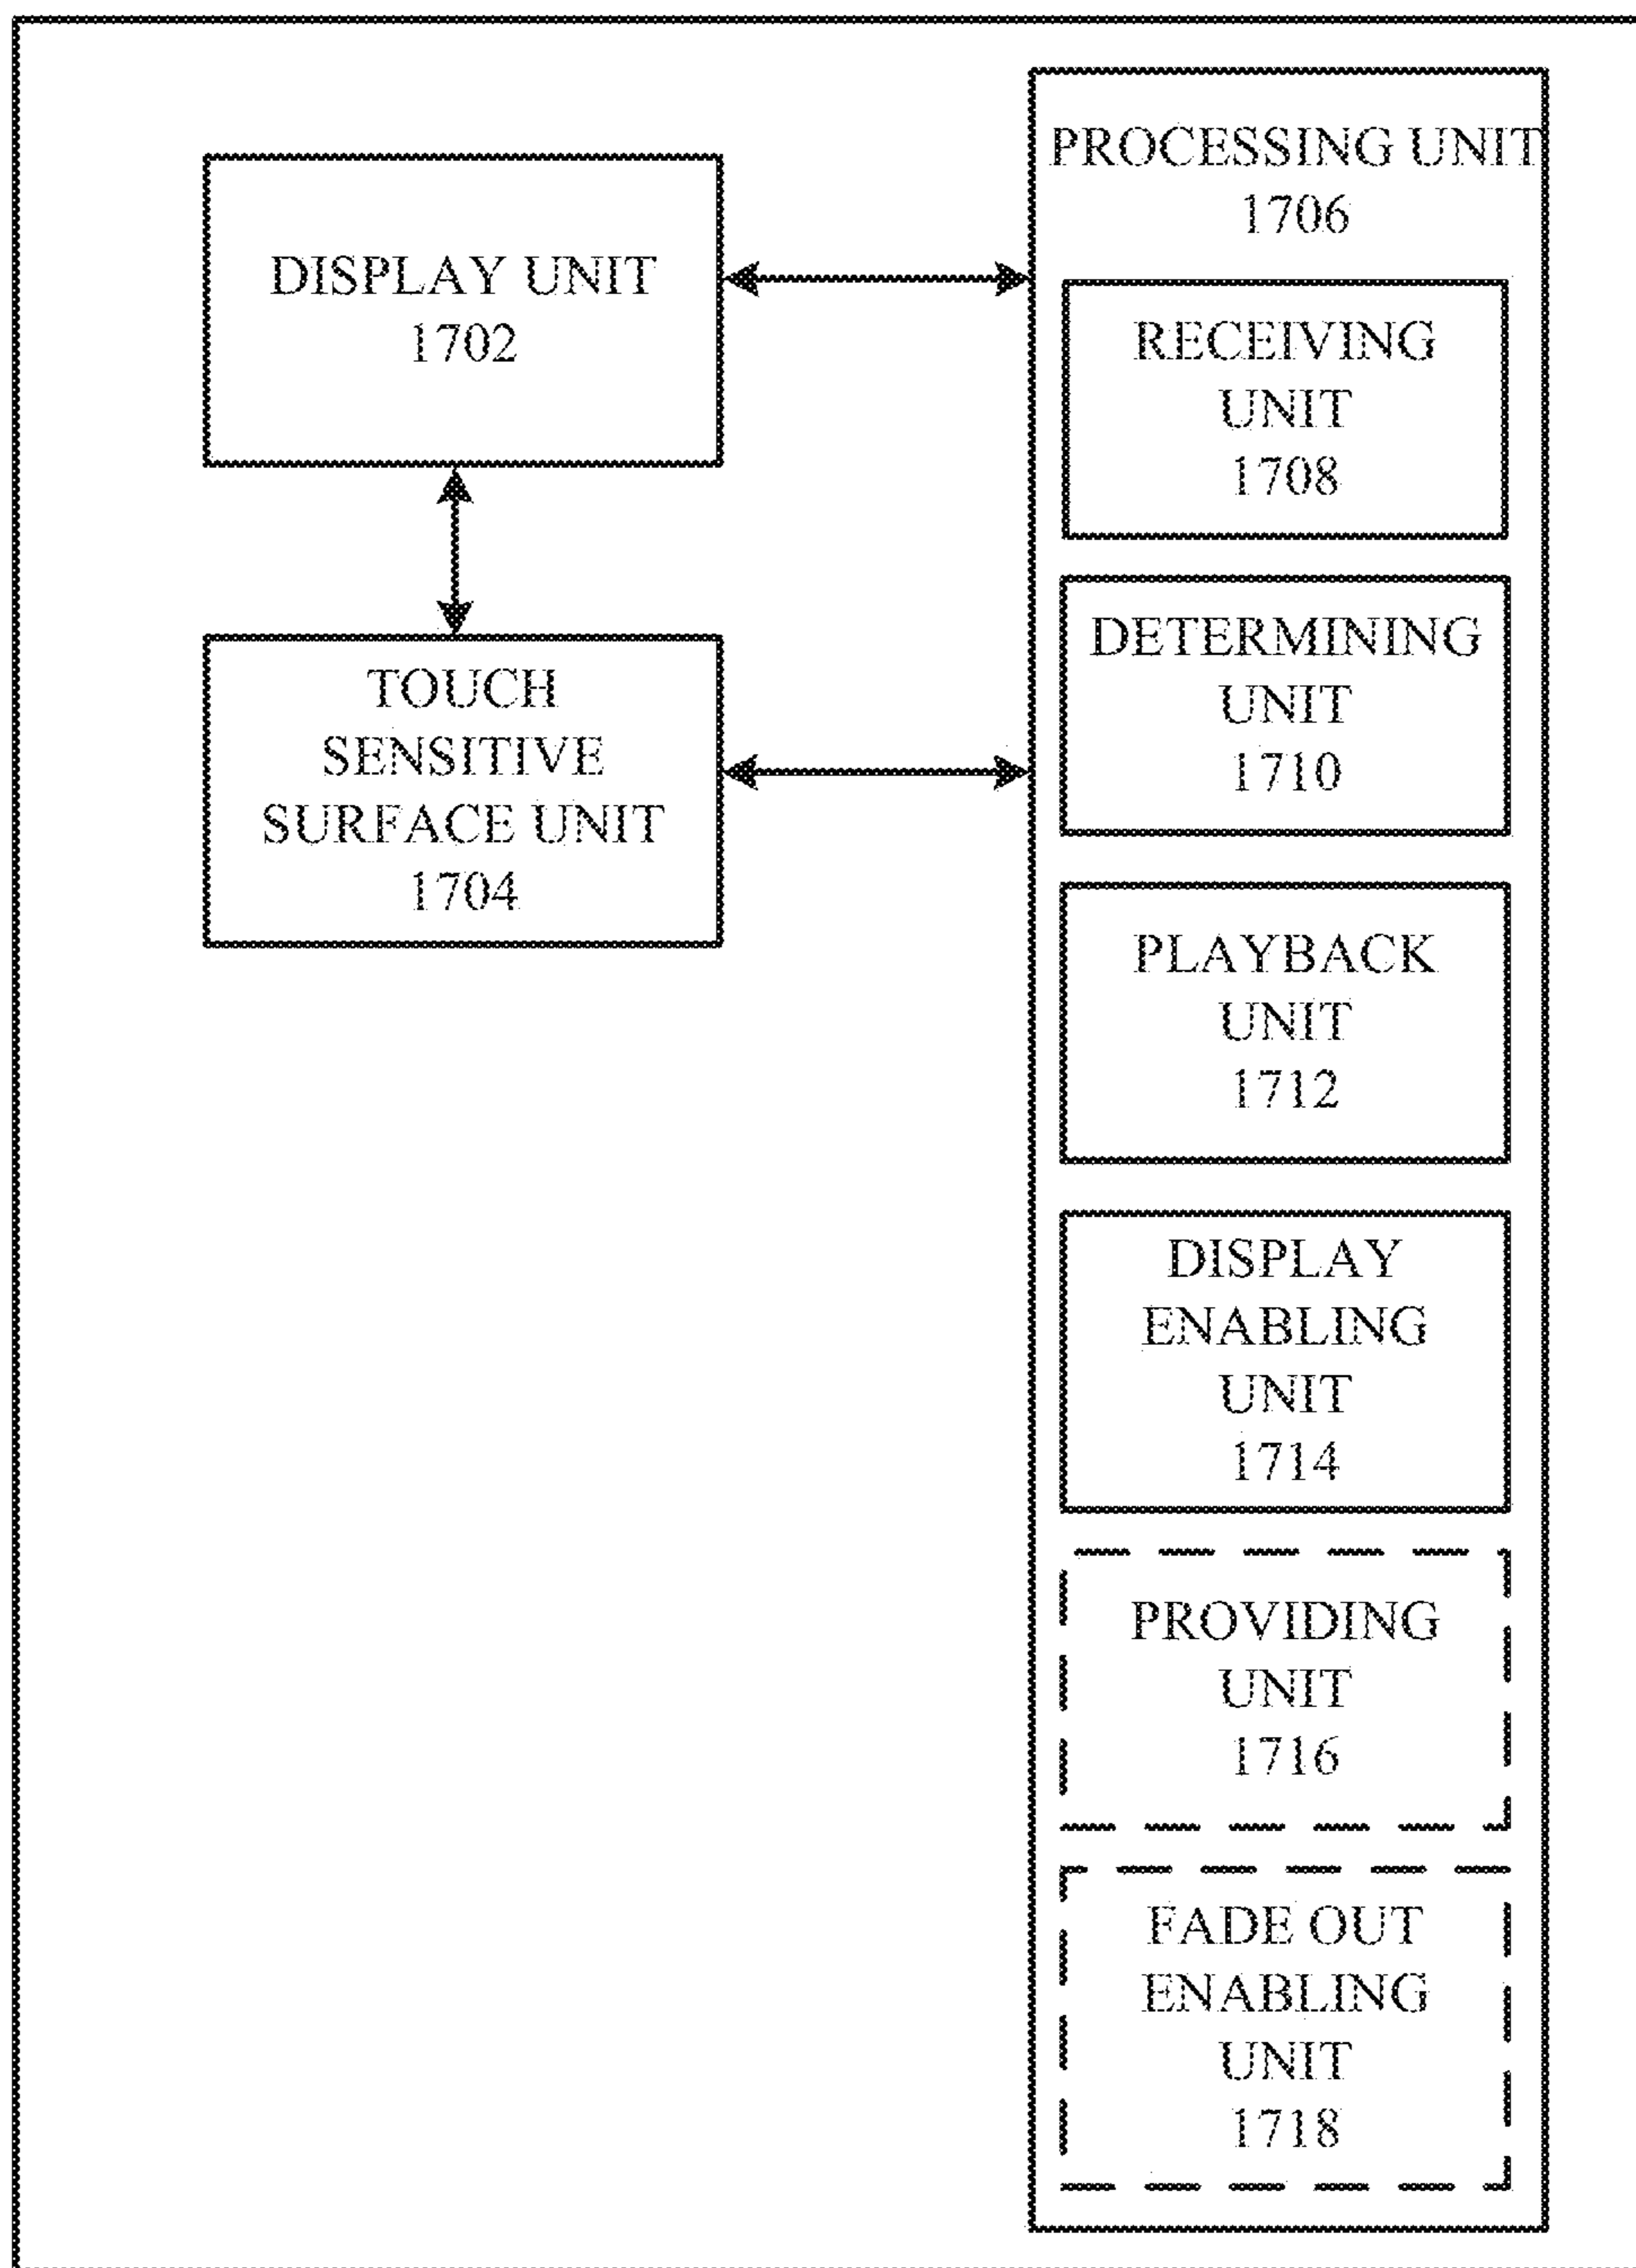 DISPLAY UNIT
1702
TOUCH
SENSITIVE
SURFACE UNIT
1704
PROCESSING UNIT
1706
RECEIVING
UNIT
1708
DETERMINING
UNIT
1710
PLAYBACK
UNIT
1712
DISPLAY
ENABLING
UNIT
1714
PROVIDING
UNIT
1716
FADE OUT
ENABLING
UNIT
1718